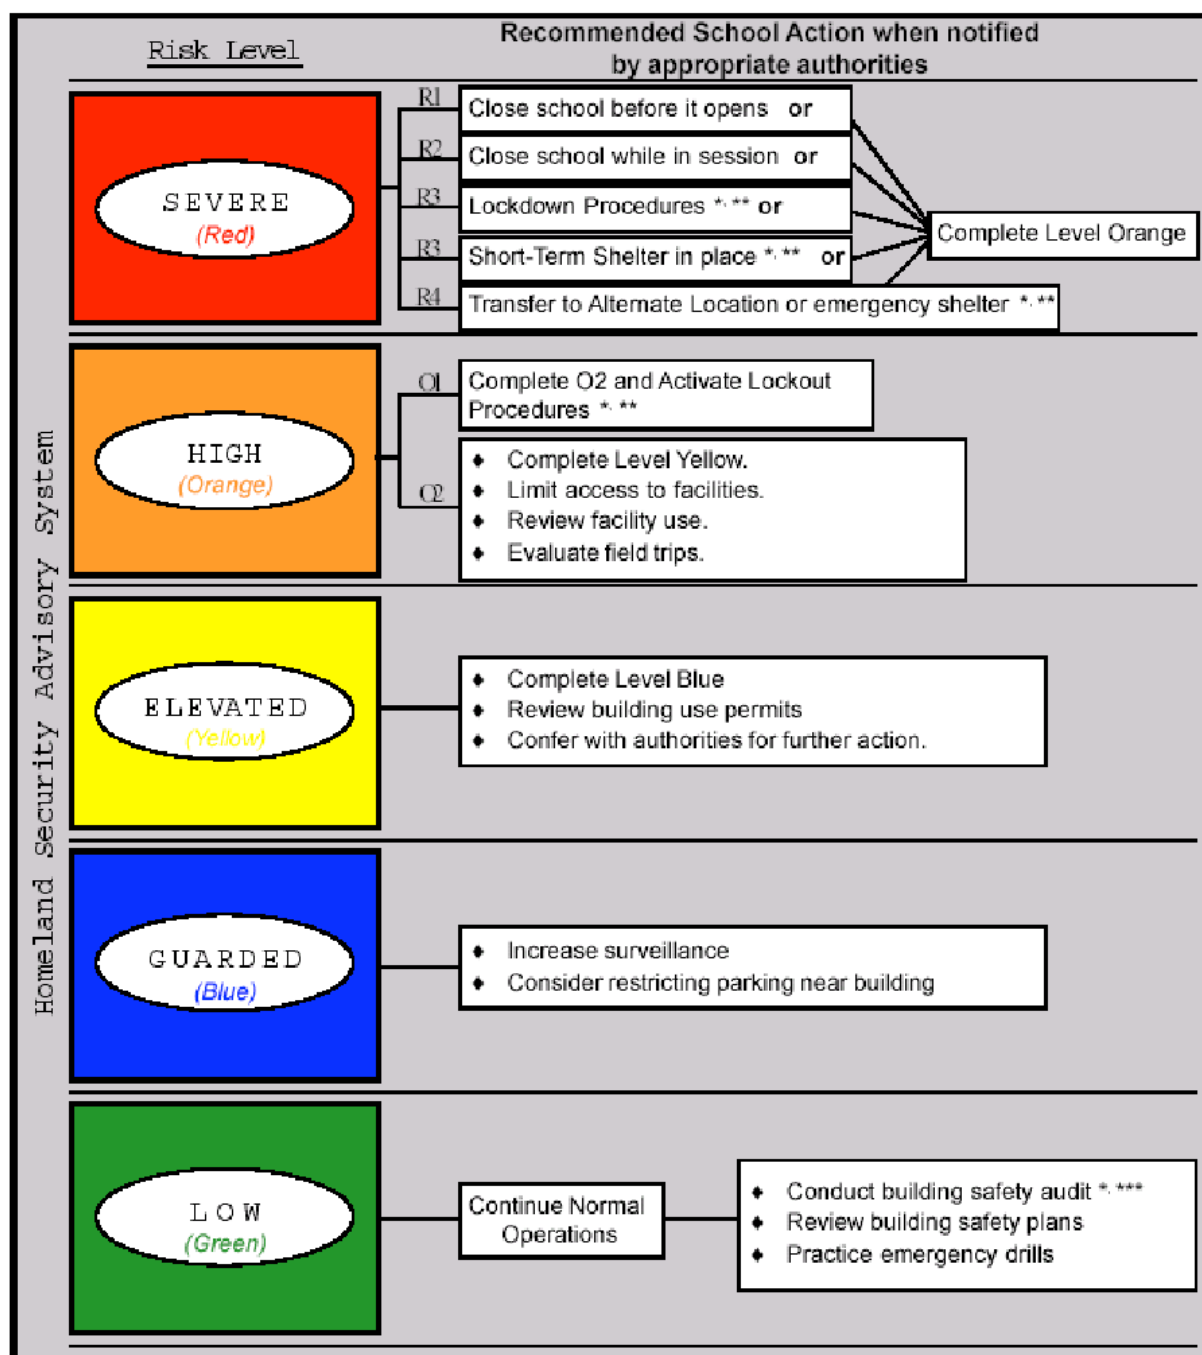 Risk Level
Recommended School Action when notified
by appropriate authorities
Homeland Security Advisory System
SEVERE
(Red)
R1
Close school before it opens or
R2
Close school while in session or
R3
Lockdown Procedures *, ** or
R3
Short-Term Shelter in place *, ** or
R4
Transfer to Alternate Location or emergency shelter *, **
Complete Level Orange
HIGH
(Orange)
O1
Complete O2 and Activate Lockout
Procedures *, **
O2
♦ Complete Level Yellow.
♦ Limit access to facilities.
♦ Review facility use.
♦ Evaluate field trips.
ELEVATED
(Yellow)
♦ Complete Level Blue
♦ Review building use permits
♦ Confer with authorities for further action.
GUARDED
(Blue)
♦ Increase surveillance
♦ Consider restricting parking near building
LOW
(Green)
Continue Normal
Operations
♦ Conduct building safety audit *, ***
♦ Review building safety plans
♦ Practice emergency drills